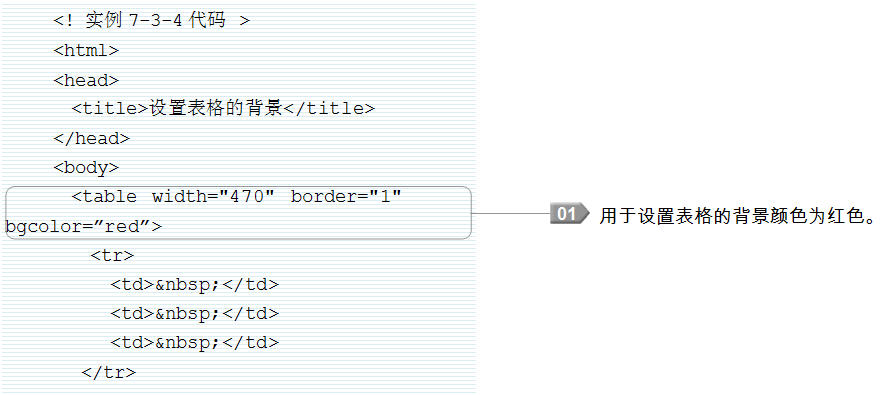 <! 实例 7-3-4 代码 >
<html>
<head>
<title>设置表格的背景</title>
</head>
<body>
<table width="470" border="1"
bgcolor=”red”>
01 用于设置表格的背景颜色为红色。
<tr>
<td>&nbsp;</td>
<td>&nbsp;</td>
<td>&nbsp;</td>
</tr>